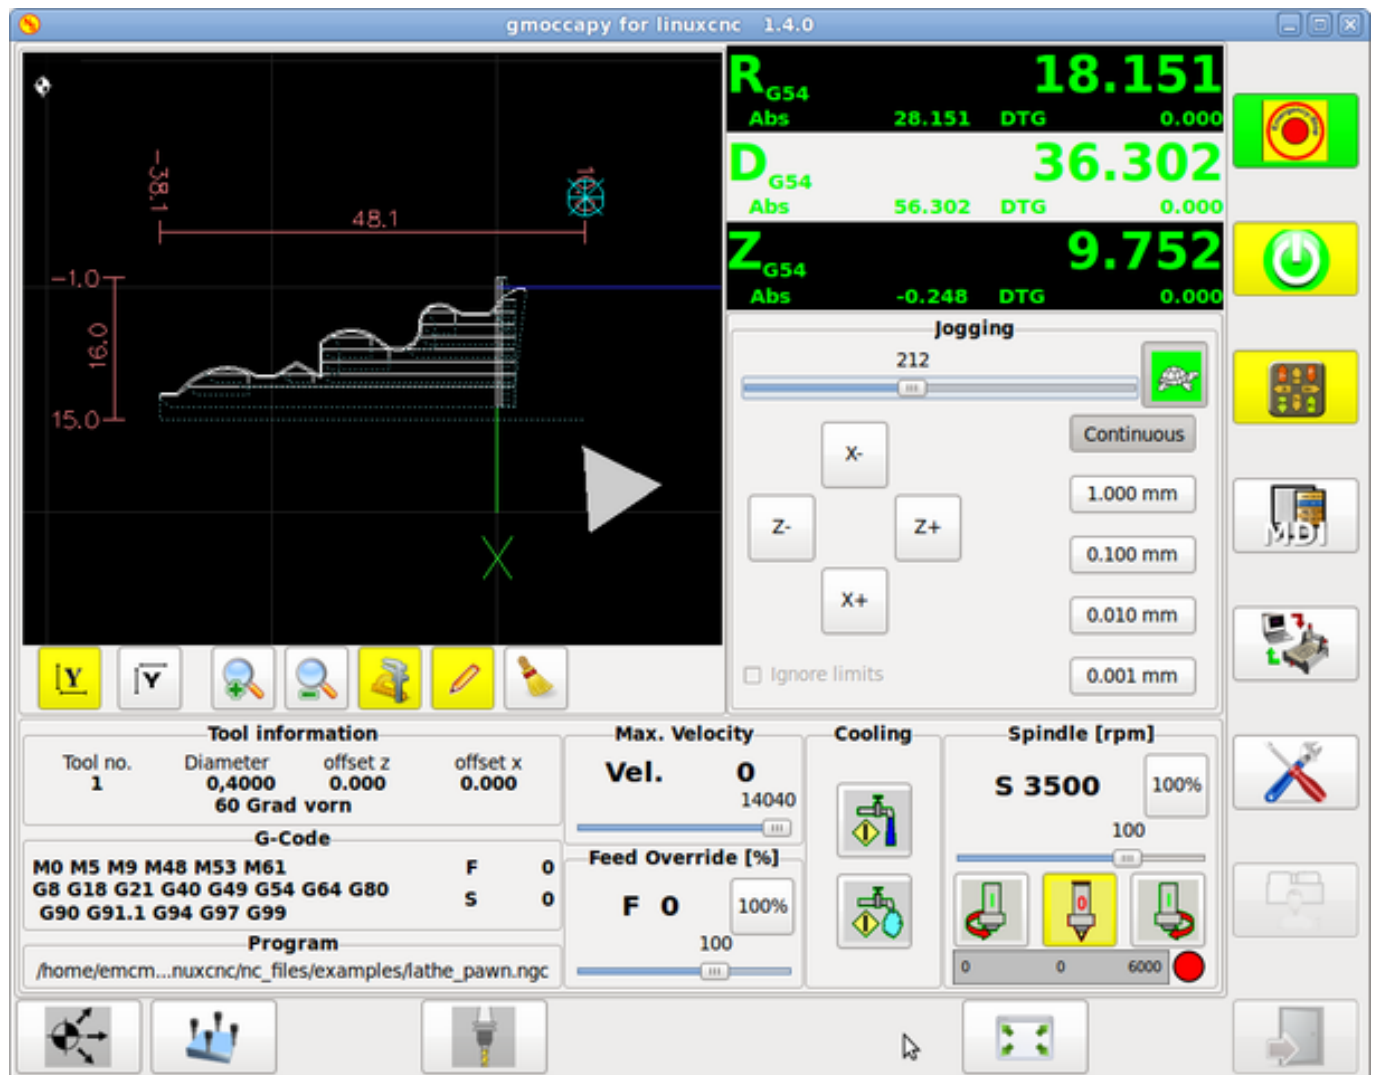 gmoccapy for linuxcnc 1.4.0
R G54 18.151
Abs 28.151 DTG 0.000
D G54 36.302
Abs 56.302 DTG 0.000
Z G54 9.752
Abs -0.248 DTG 0.000
-38.1
48.1
-1.0
16.0
15.0
X
Jogging
212
Continuous
X-
1.000 mm
Z- Z+
0.100 mm
X+
0.010 mm
Ignore limits
0.001 mm
Y Y
MDI
Tool information
Tool no. Diameter offset z offset x
1 0,4000 0.000 0.000
60 Grad vorn
G-Code
M0 M5 M9 M48 M53 M61 F 0
G8 G18 G21 G40 G49 G54 G64 G80 S 0
G90 G91.1 G94 G97 G99
Program
/home/emcm...nuxcnc/nc_files/examples/lathe_pawn.ngc
Max. Velocity
Vel. 0
14040
Feed Override [%]
F 0 100%
100
Cooling
Spindle [rpm]
S 3500 100%
100
I 0 I
0 0 6000